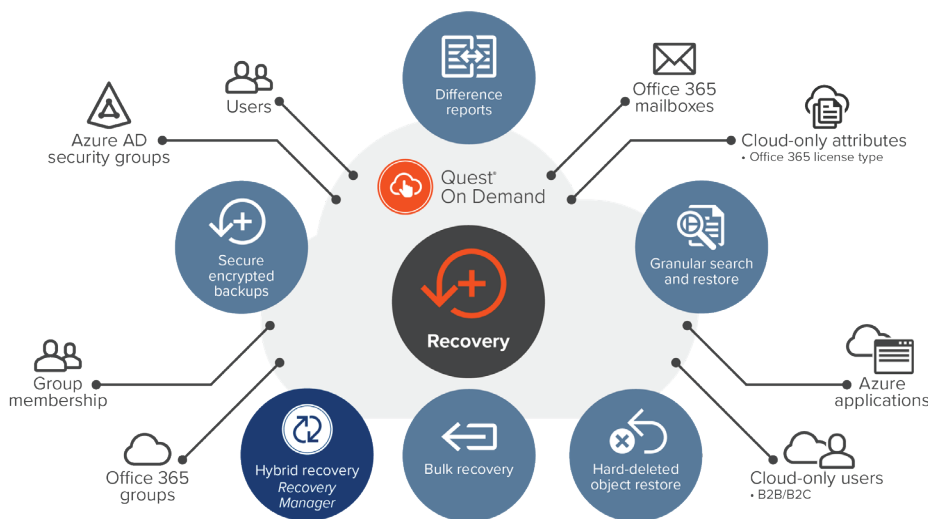 Difference
reports
Users
Office 365
mailboxes
Azure AD
security groups
Cloud-only attributes
• Office 365 license type
Quest®
On Demand
Secure
encrypted
backups
Granular search
and restore
Recovery
Group
membership
Azure
applications
Office 365
groups
Hybrid recovery
Recovery
Manager
Bulk recovery
Hard-deleted
object restore
Cloud-only users
• B2B/B2C